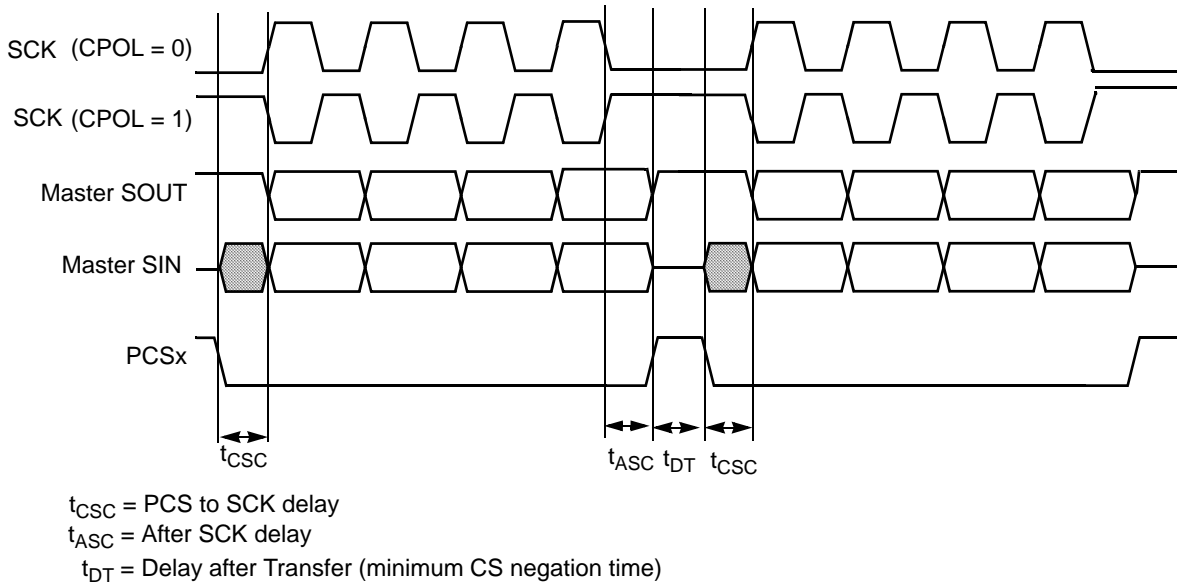 SCK (CPOL = 0)
SCK (CPOL = 1)
Master SOUT
Master SIN
PCSx
tCSC
tASC
tDT
tCSC
tCSC = PCS to SCK delay
tASC = After SCK delay
tDT = Delay after Transfer (minimum CS negation time)